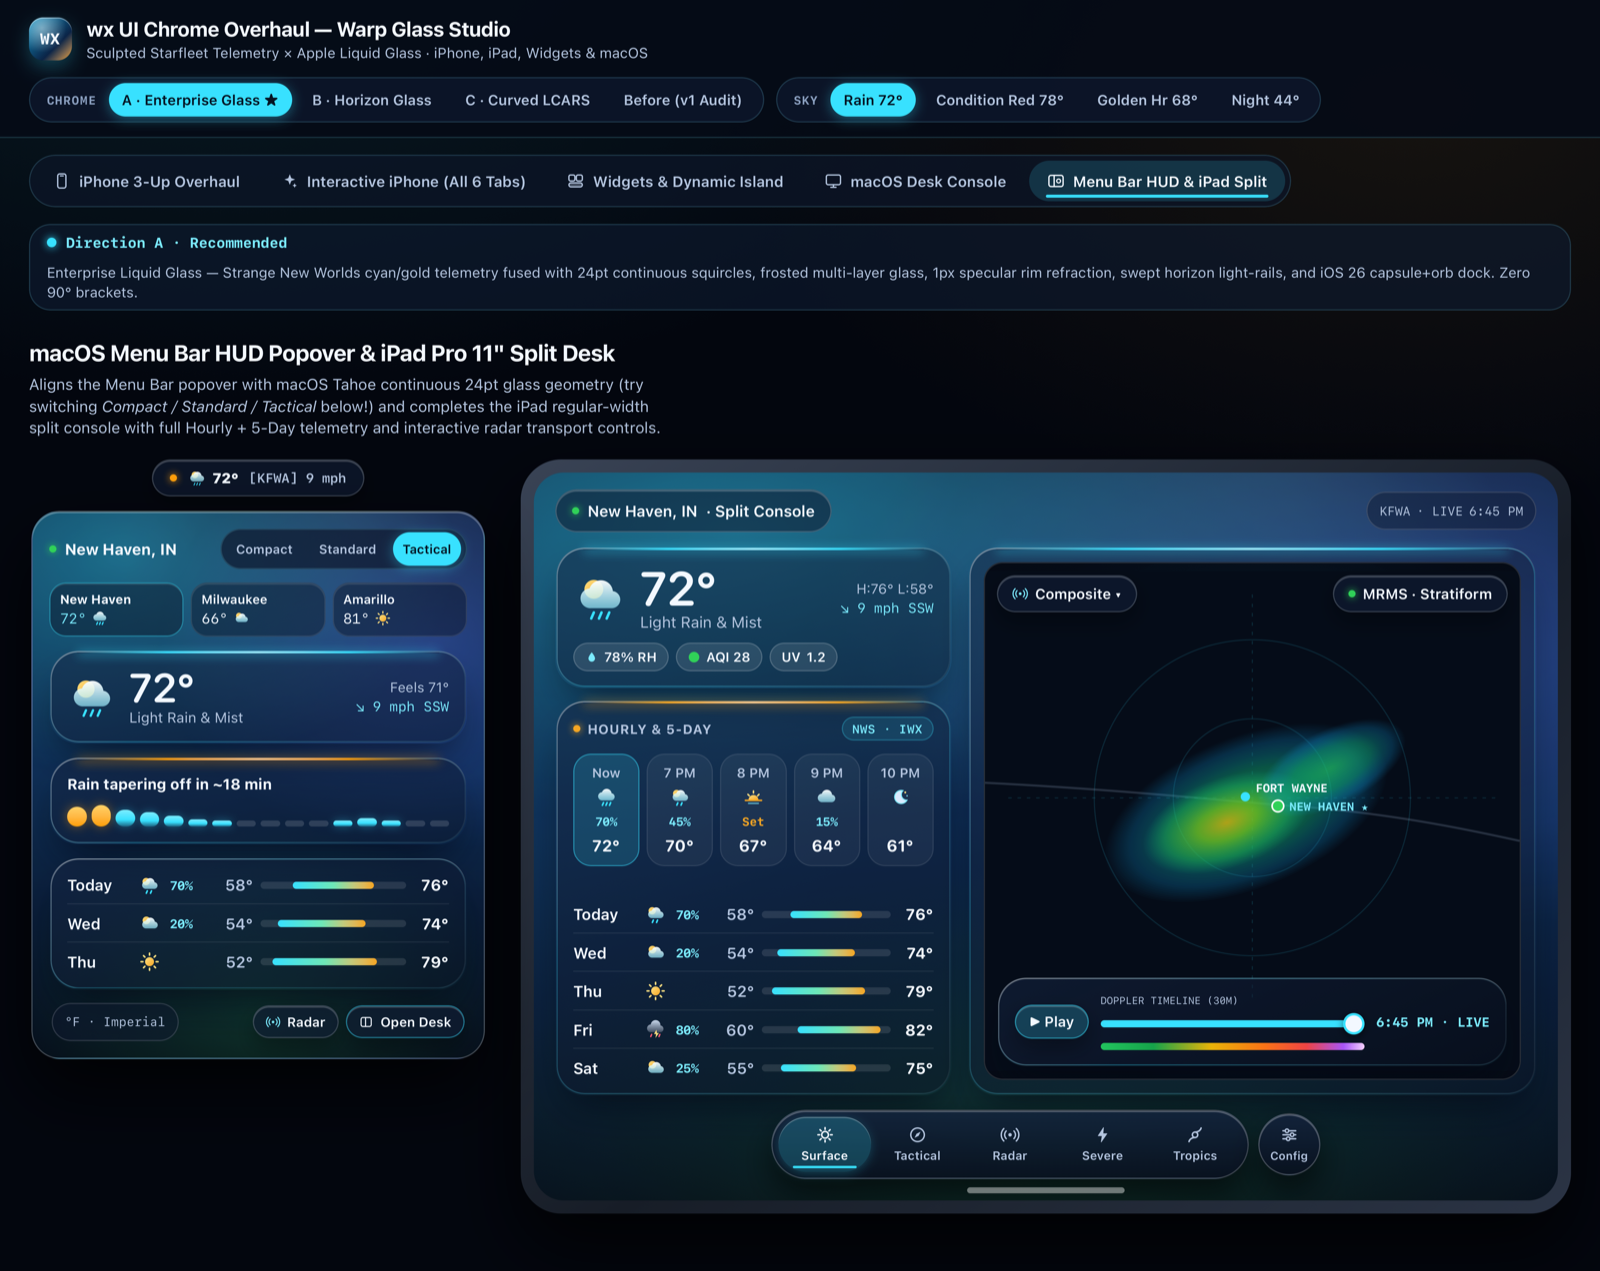 WX
wx UI Chrome Overhaul — Warp Glass Studio
Sculpted Starfleet Telemetry × Apple Liquid Glass · iPhone, iPad, Widgets & macOS
CHROME A · Enterprise Glass ★ B · Horizon Glass C · Curved LCARS Before (v1 Audit)
SKY Rain 72° Condition Red 78° Golden Hr 68° Night 44°
iPhone 3-Up Overhaul Interactive iPhone (All 6 Tabs) Widgets & Dynamic Island macOS Desk Console Menu Bar HUD & iPad Split
Direction A · Recommended
Enterprise Liquid Glass — Strange New Worlds cyan/gold telemetry fused with 24pt continuous squircles, frosted multi-layer glass, 1px specular rim refraction, swept horizon light-rails, and iOS 26 capsule+orb dock. Zero
90° brackets.
macOS Menu Bar HUD Popover & iPad Pro 11" Split Desk
Aligns the Menu Bar popover with macOS Tahoe continuous 24pt glass geometry (try
switching Compact / Standard / Tactical below!) and completes the iPad regular-width
split console with full Hourly + 5-Day telemetry and interactive radar transport controls.
72° [KFWA] 9 mph
New Haven, IN Compact Standard Tactical
New Haven Milwaukee Amarillo
72° 66° 81°
72° Feels 71°
Light Rain & Mist ↘ 9 mph SSW
Rain tapering off in ~18 min
Today 70% 58° 76°
Wed 20% 54° 74°
Thu 52° 79°
°F · Imperial Radar Open Desk
New Haven, IN · Split Console
KFWA · LIVE 6:45 PM
72° H:76° L:58°
Light Rain & Mist ↘ 9 mph SSW
78% RH AQI 28 UV 1.2
HOURLY & 5-DAY NWS · IWX
Now 7 PM 8 PM 9 PM 10 PM
70% 45% Set 15%
72° 70° 67° 64° 61°
Today 70% 58° 76°
Wed 20% 54° 74°
Thu 52° 79°
Fri 80% 60° 82°
Sat 25% 55° 75°
Composite ▾ MRMS · Stratiform
FORT WAYNE
NEW HAVEN ★
DOPPLER TIMELINE (30M)
▶ Play 6:45 PM · LIVE
Surface Tactical Radar Severe Tropics Config